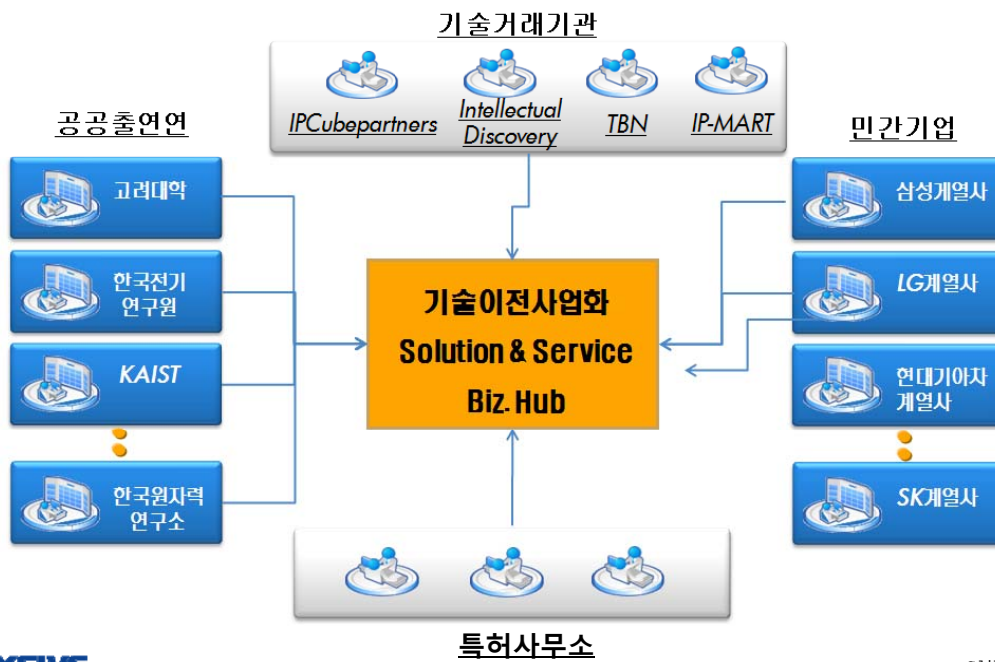 기술거래기관
IPCubepartners
Intellectual
Discovery
TBN
IP-MART
공공출연연
고려대학
한국전기
연구원
KAIST
한국원자력
연구소
기술이전사업화
Solution & Service
Biz. Hub
민간기업
삼성계열사
LG계열사
현대기아차
계열사
SK계열사
특허사무소